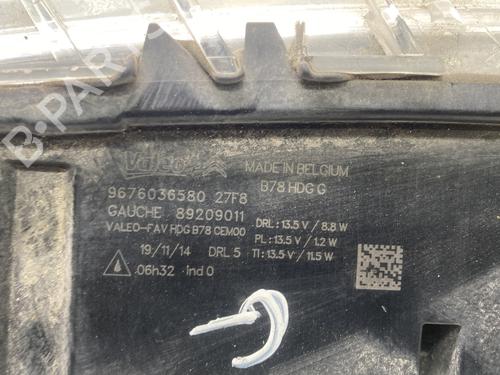 B-PARTS
Valeo
MADE IN BELGIUM
B78 HDG G
9676036580 27F8
GAUCHE 89209011
VALEO-FAV HDG B78 CEM00
DRL : 13.5 V / 8.8 W
PL : 13.5 V / 1.2 W
19/11/14 DRL 5 TI : 13.5 V / 11.5 W
06h32 Ind 0